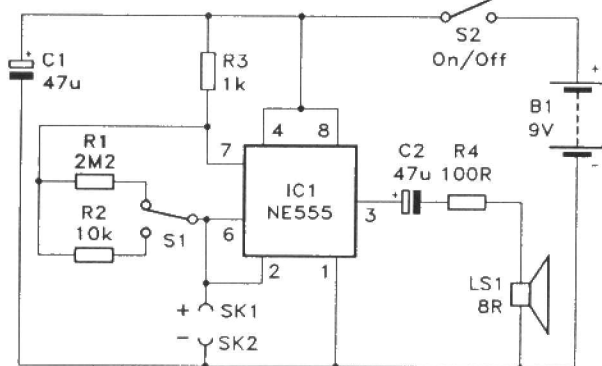 C1
+
47u
R3
1k
S2
On/Off
+
B1
9V
-
R1
2M2
4
8
7
C2
47u
+
R4
100R
IC1
NE555
3
R2
10k
S1
6
2
1
LS1
8R
+ SK1
- SK2